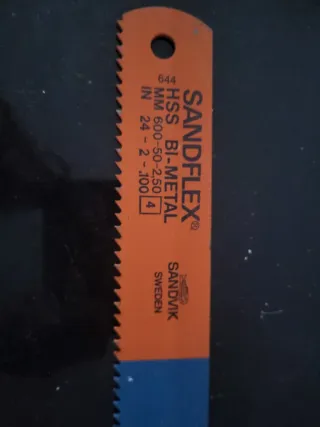 644
SANDFLEX®
HSS BI-METAL
MM 600-50-2,50
IN 24-2-.100 4
SANDVIK
SWEDEN